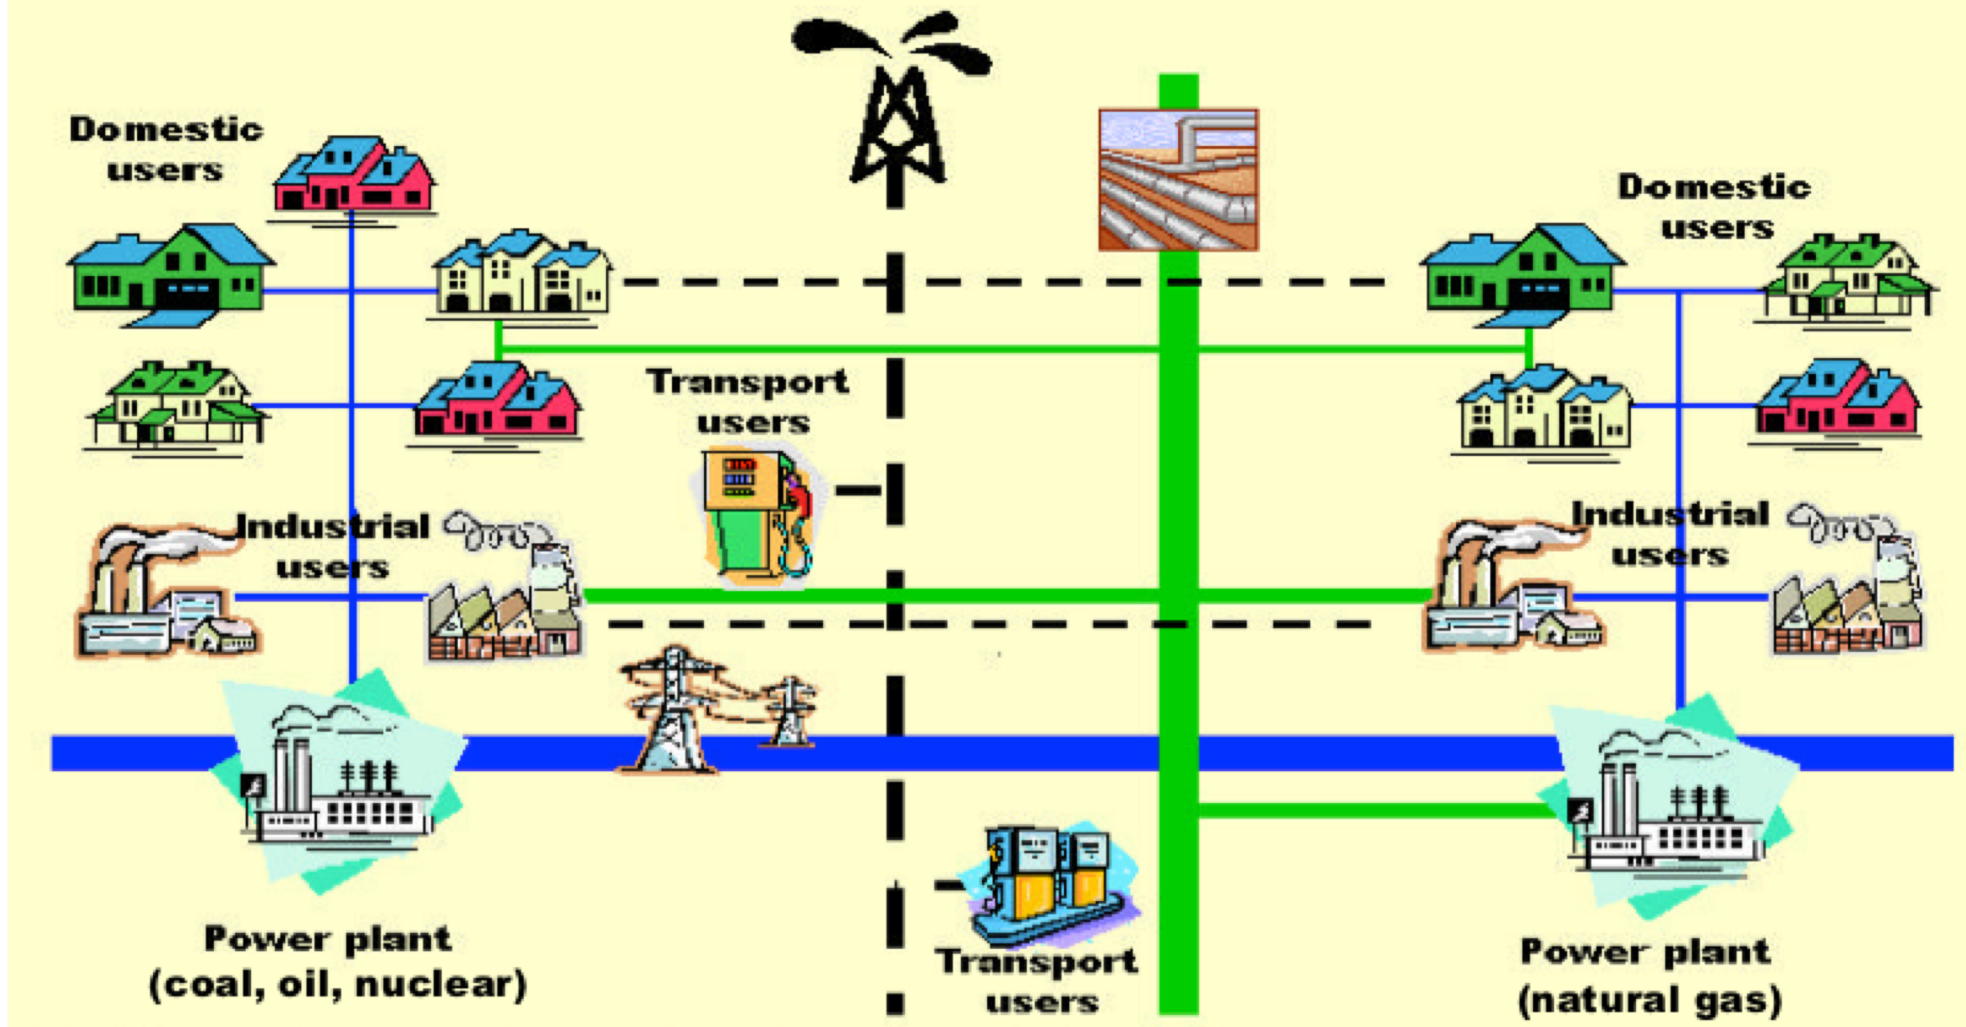 Domestic
users
Domestic
users
Transport
users
Industrial
users
Industrial
users
Power plant
(coal, oil, nuclear)
Transport
users
Power plant
(natural gas)